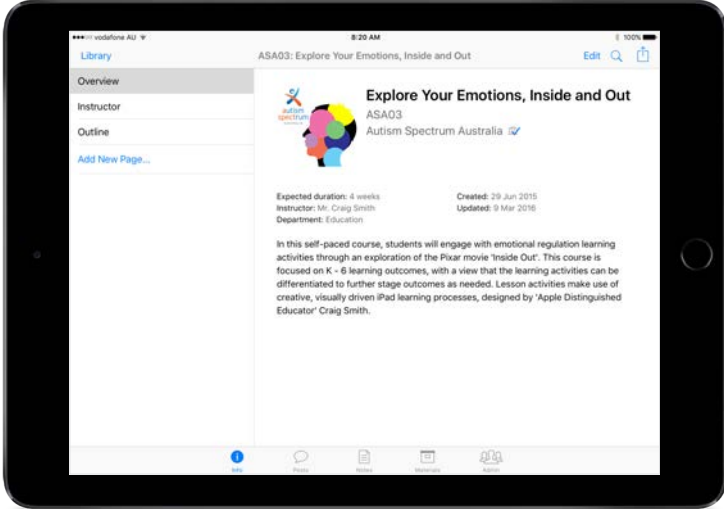 vodafone AU
8:20 AM
100%
Library
ASA03: Explore Your Emotions, Inside and Out
Edit
Overview
Instructor
Outline
Add New Page...
autism
spectrum
Explore Your Emotions, Inside and Out
ASA03
Autism Spectrum Australia
Expected duration: 4 weeks
Instructor: Mr. Craig Smith
Department: Education
Created: 29 Jun 2015
Updated: 9 Mar 2016
In this self-paced course, students will engage with emotional regulation learning
activities through an exploration of the Pixar movie 'Inside Out'. This course is
focused on K - 6 learning outcomes, with a view that the learning activities can be
differentiated to further stage outcomes as needed. Lesson activities make use of
creative, visually driven iPad learning processes, designed by 'Apple Distinguished
Educator' Craig Smith.
Info
Posts
Notes
Materials
Admin